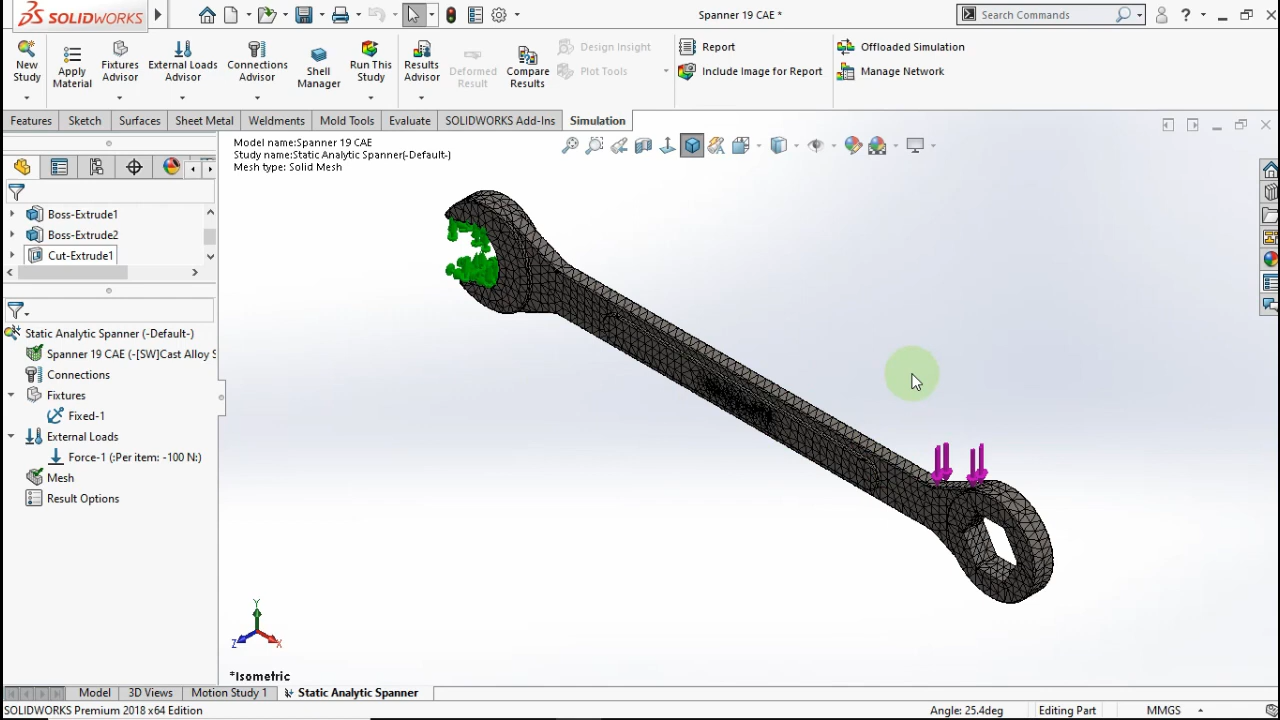 SOLIDWORKS
Spanner 19 CAE *
Search Commands
New Study
Apply Material
Fixtures Advisor
External Loads Advisor
Connections Advisor
Shell Manager
Run This Study
Results Advisor
Deformed Result
Compare Results
Design Insight
Plot Tools
Report
Include Image for Report
Offloaded Simulation
Manage Network
Features
Sketch
Surfaces
Sheet Metal
Weldments
Mold Tools
Evaluate
SOLIDWORKS Add-Ins
Simulation
Model name:Spanner 19 CAE
Study name:Static Analytic Spanner(-Default-)
Mesh type: Solid Mesh
Boss-Extrude1
Boss-Extrude2
Cut-Extrude1
Static Analytic Spanner (-Default-)
Spanner 19 CAE (-[SW]Cast Alloy S
Connections
Fixtures
Fixed-1
External Loads
Force-1 (:Per item: -100 N:)
Mesh
Result Options
Y
Z
X
*Isometric
Model
3D Views
Motion Study 1
Static Analytic Spanner
SOLIDWORKS Premium 2018 x64 Edition
Angle: 25.4deg
Editing Part
MMGS